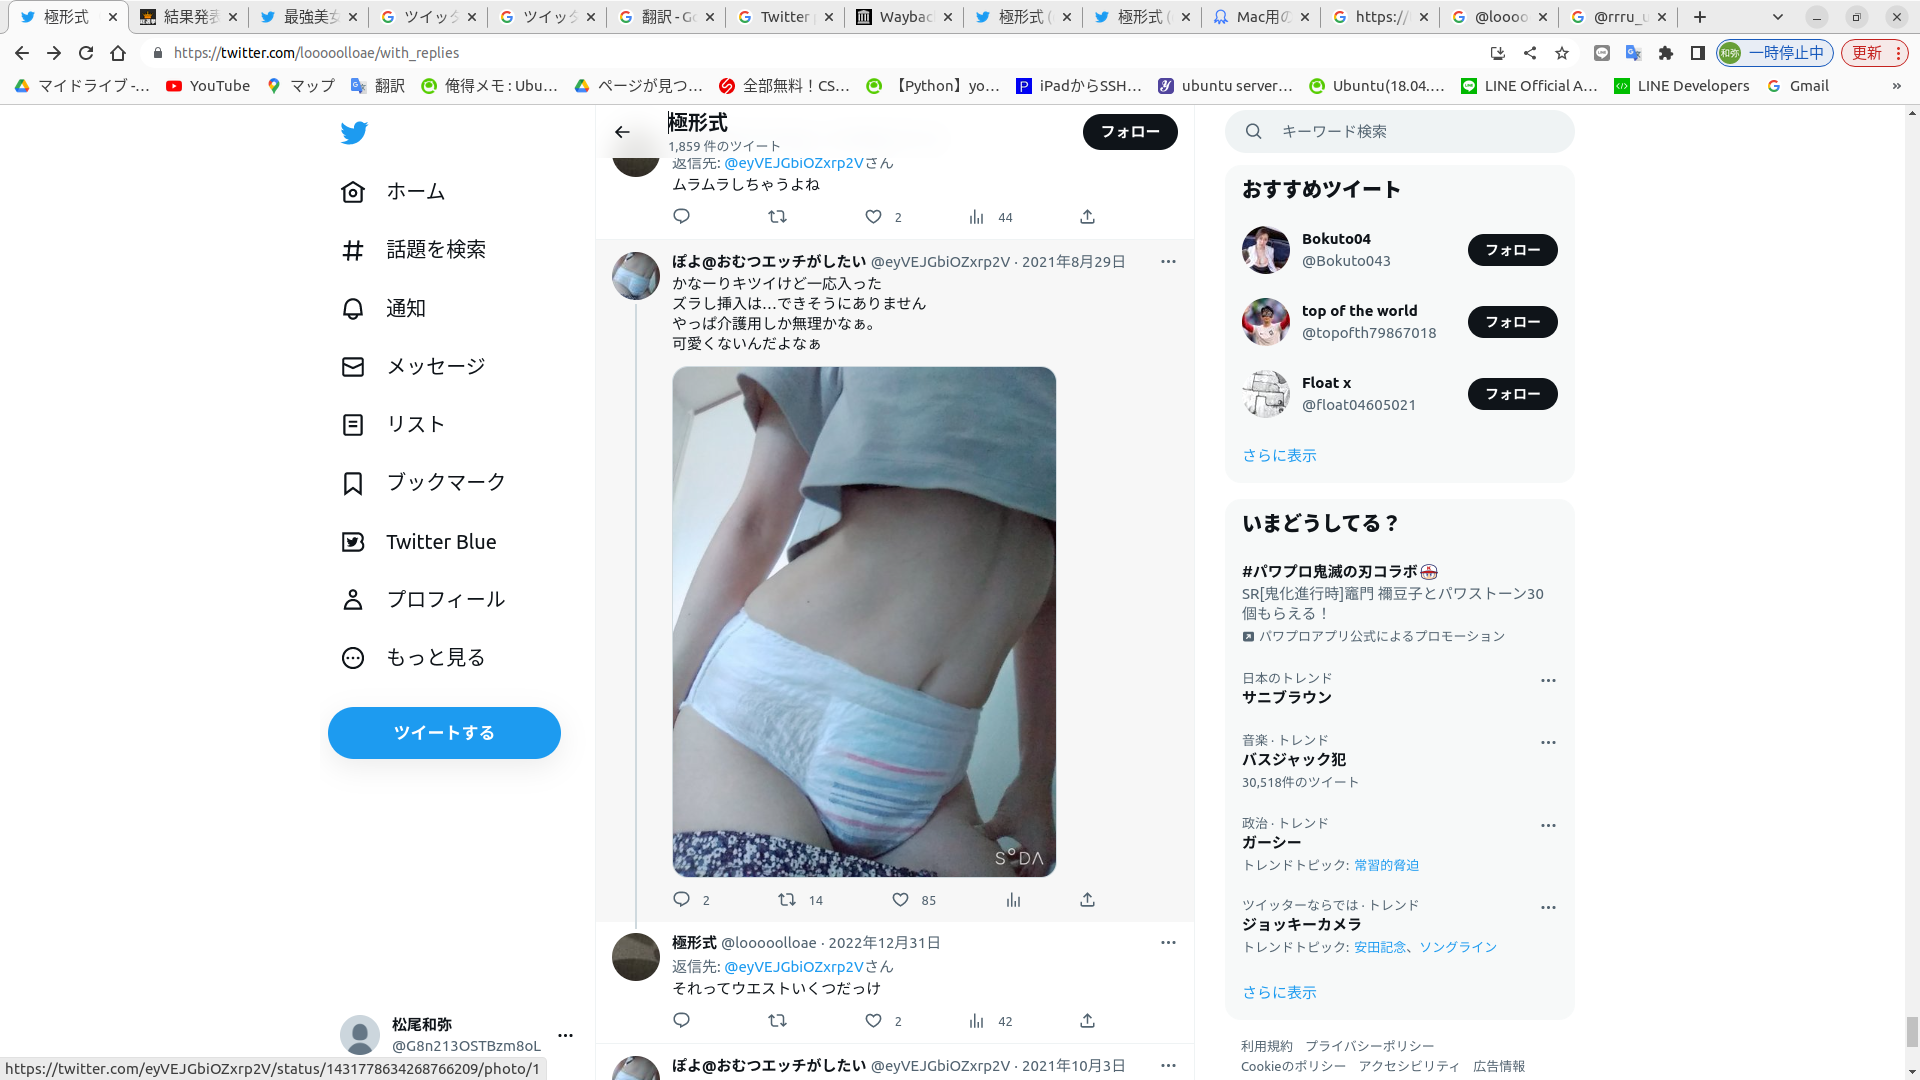 極形式
結果発表
最強美女
ツイッタ
ツイッタ
翻訳 - Go
Twitter p
Waybac
極形式 (
極形式 (
Mac用の
https://
@loooo
@rrru_u
https://twitter.com/looooolloae/with_replies
和弥 一時停止中
更新
マイドライブ -...
YouTube
マップ
翻訳
俺得メモ : Ubu...
ページが見つ...
全部無料！CS...
【Python】yo...
iPadからSSH...
ubuntu server...
Ubuntu(18.04....
LINE Official A...
LINE Developers
Gmail
»
ホーム
話題を検索
通知
メッセージ
リスト
ブックマーク
Twitter Blue
プロフィール
もっと見る
ツイートする
松尾和弥
@G8n213OSTBzm8oL
https://twitter.com/eyVEJGbiOZxrp2V/status/1431778634268766209/photo/1
極形式
1,859 件のツイート
フォロー
返信先: @eyVEJGbiOZxrp2Vさん
ムラムラしちゃうよね
2 44
ぽよ@おむつエッチがしたい @eyVEJGbiOZxrp2V · 2021年8月29日
かなーりキツイけど一応入った
ズラし挿入は…できそうにありません
やっぱ介護用しか無理かなぁ。
可愛くないんだよなぁ
SODA
2 14 85
極形式 @looooolloae · 2022年12月31日
返信先: @eyVEJGbiOZxrp2Vさん
それってウエストいくつだっけ
2 42
ぽよ@おむつエッチがしたい @eyVEJGbiOZxrp2V · 2021年10月3日
キーワード検索
おすすめツイート
Bokuto04
@Bokuto043
フォロー
top of the world
@topofth79867018
フォロー
Float x
@float04605021
フォロー
さらに表示
いまどうしてる？
#パワプロ鬼滅の刃コラボ
SR[鬼化進行時]竈門 禰豆子とパワストーン30
個もらえる！
パワプロアプリ公式によるプロモーション
日本のトレンド
サニブラウン
音楽 · トレンド
バスジャック犯
30,518件のツイート
政治 · トレンド
ガーシー
トレンドトピック: 常習的脅迫
ツイッターならでは · トレンド
ジョッキーカメラ
トレンドトピック: 安田記念、ソングライン
さらに表示
利用規約 プライバシーポリシー
Cookieのポリシー アクセシビリティ 広告情報